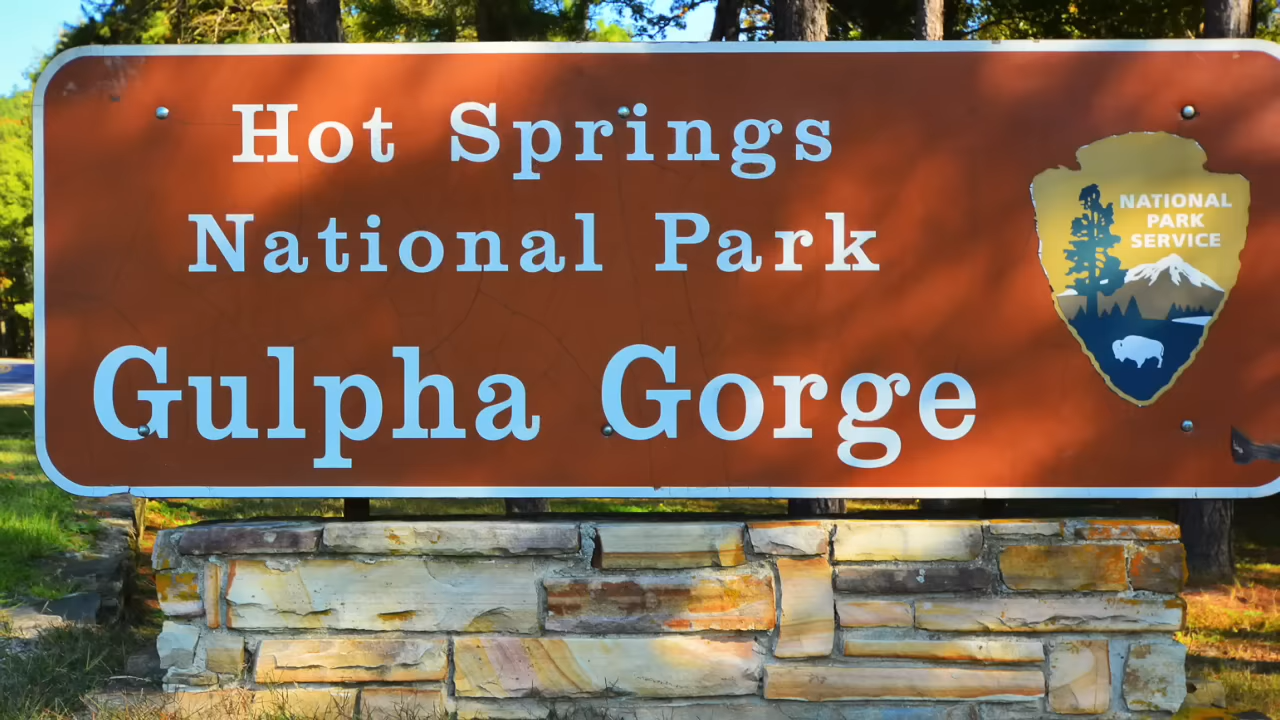 Hot Springs
National Park
Gulpha Gorge
NATIONAL
PARK
SERVICE